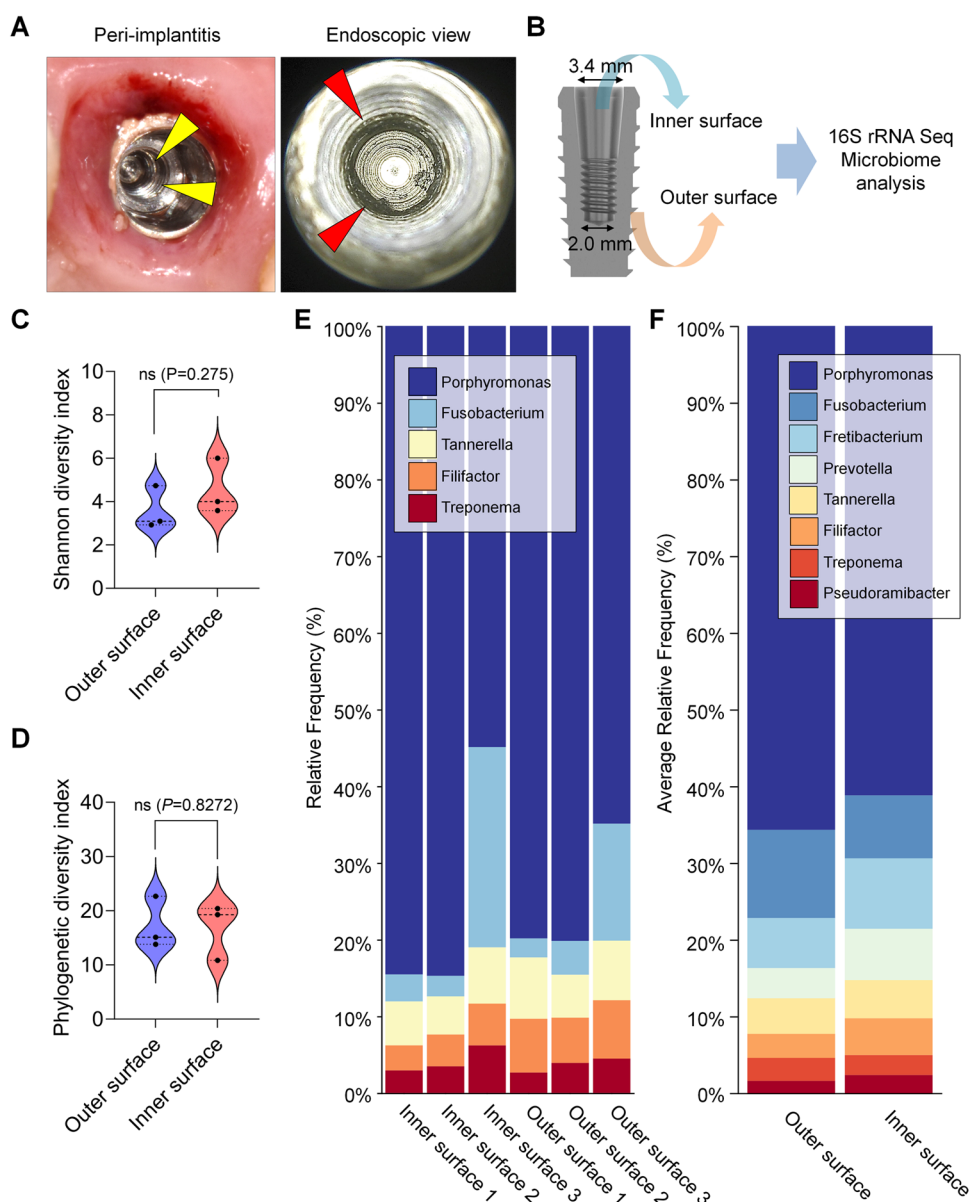 A
Peri-implantitis
Endoscopic view
B
3.4 mm
Inner surface
Outer surface
2.0 mm
16S rRNA Seq
Microbiome
analysis
C
Shannon diversity index
10
8
6
4
2
0
ns (P=0.275)
Outer surface
Inner surface
D
Phylogenetic diversity index
40
30
20
10
0
ns (P=0.8272)
Outer surface
Inner surface
E
Relative Frequency (%)
100%
90%
80%
70%
60%
50%
40%
30%
20%
10%
0%
Porphyromonas
Fusobacterium
Tannerella
Filifactor
Treponema
Inner surface 1
Inner surface 2
Inner surface 3
Outer surface 1
Outer surface 2
Outer surface 3
F
Average Relative Frequency (%)
100%
90%
80%
70%
60%
50%
40%
30%
20%
10%
0%
Porphyromonas
Fusobacterium
Fretibacterium
Prevotella
Tannerella
Filifactor
Treponema
Pseudoramibacter
Outer surface
Inner surface